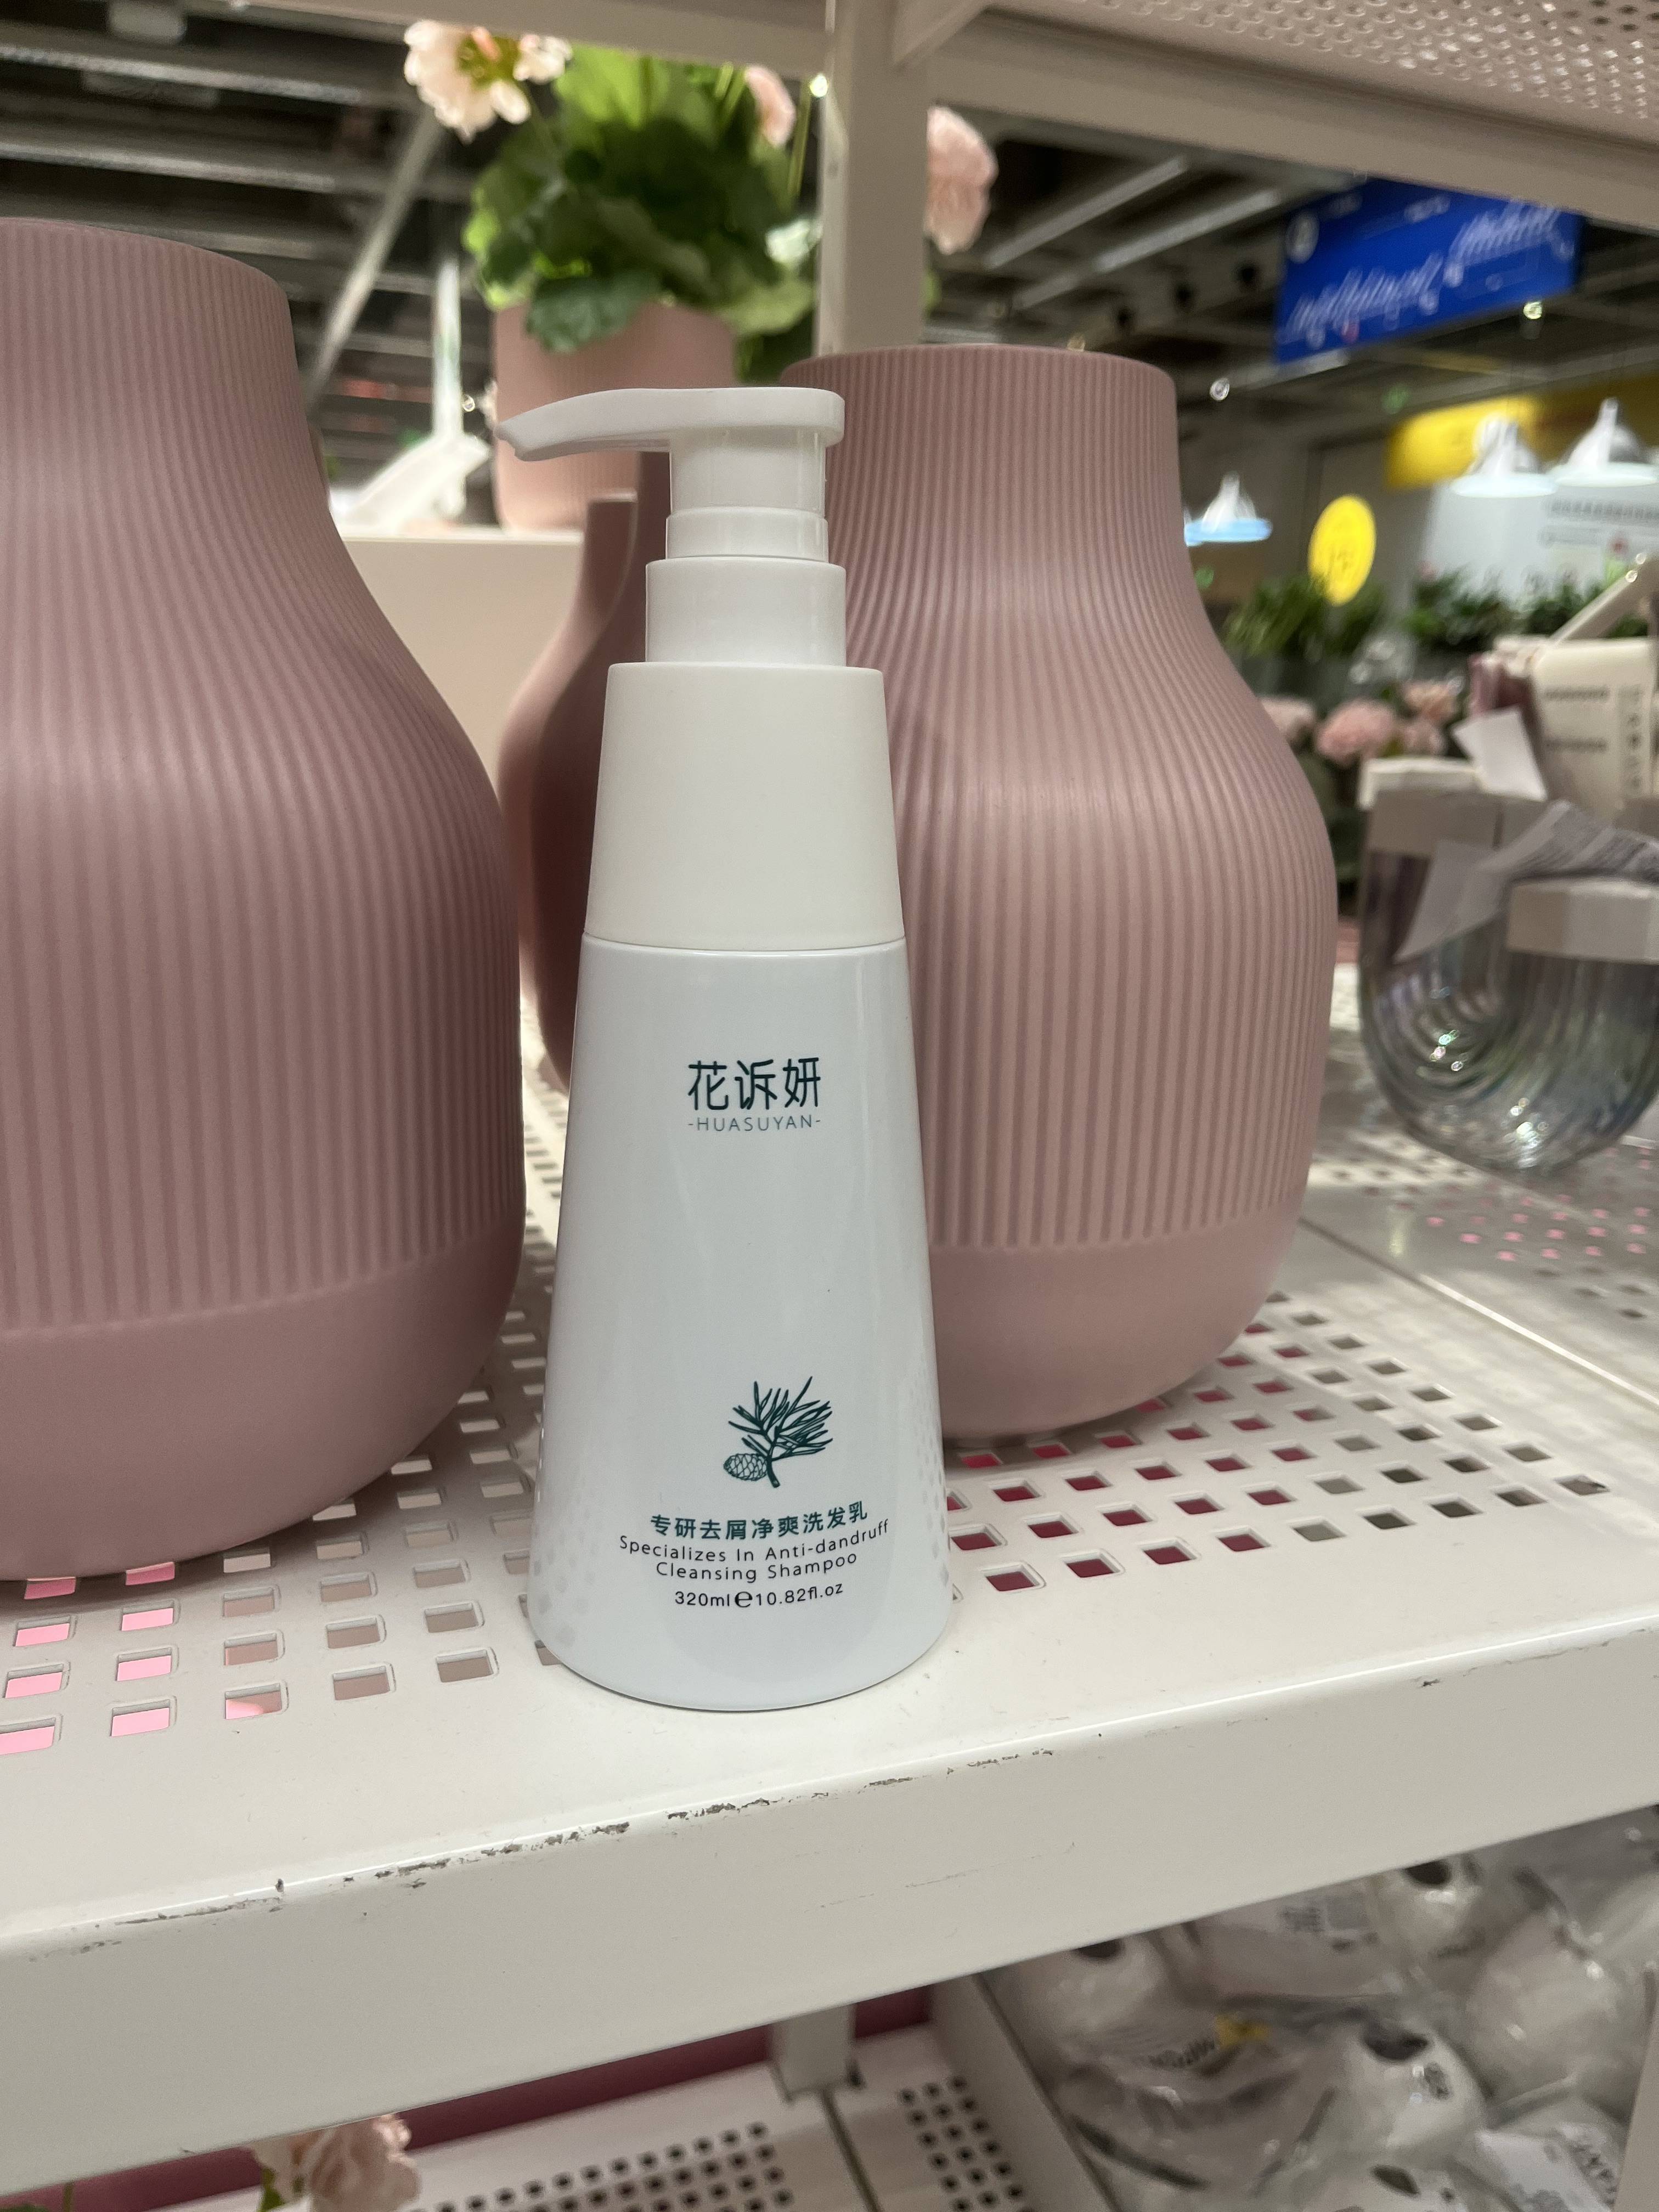 花诉妍
-HUASUYAN-
专研去屑净爽洗发乳
Specializes In Anti-dandruff
Cleansing Shampoo
320ml℮10.82fl.oz